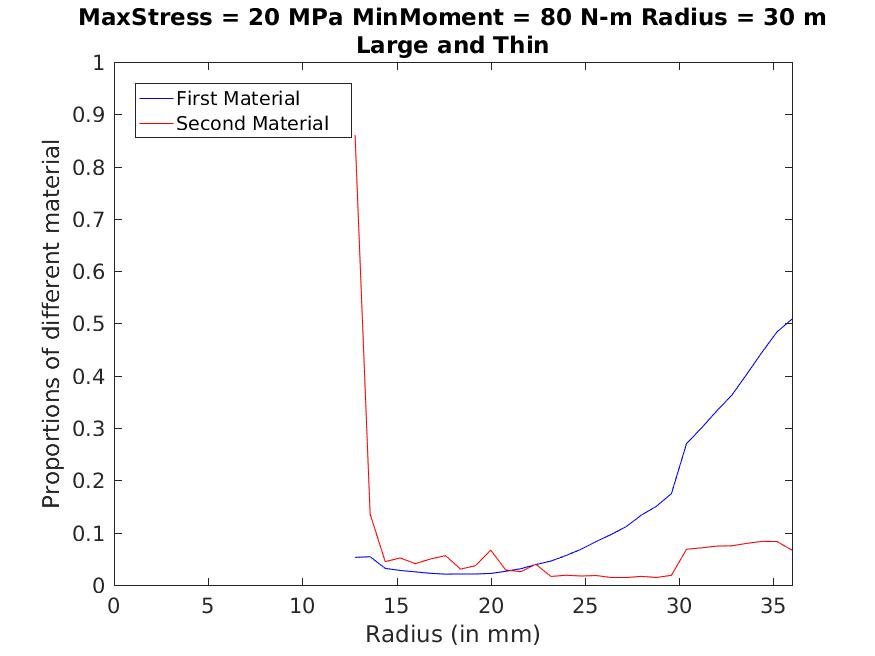 MaxStress = 20 MPa MinMoment = 80 N-m Radius = 30 m
Large and Thin
1
0.9
0.8
0.7
0.6
0.5
0.4
0.3
0.2
0.1
0
First Material
Second Material
Proportions of different material
0 5 10 15 20 25 30 35
Radius (in mm)